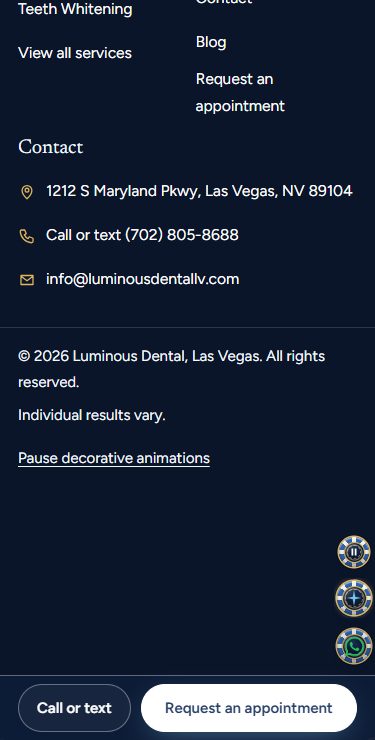 Teeth Whitening
View all services
Contact
Blog
Request an
appointment
Contact
1212 S Maryland Pkwy, Las Vegas, NV 89104
Call or text (702) 805-8688
info@luminousdentallv.com
© 2026 Luminous Dental, Las Vegas. All rights
reserved.
Individual results vary.
Pause decorative animations
Call or text
Request an appointment